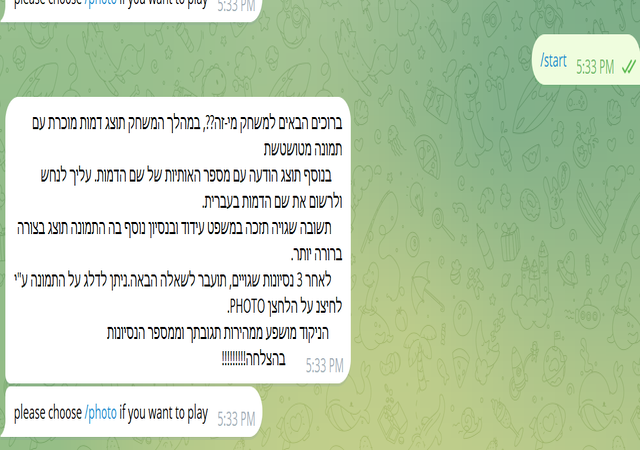 please choose /photo if you want to play 5:33 PM
/start 5:33 PM
ברוכים הבאים למשחק מי-זה??, במהלך המשחק תוצג דמות מוכרת עם
תמונה מטושטשת
בנוסף תוצג הודעה עם מספר האותיות של שם הדמות. עליך לנחש
ולרשום את שם הדמות בעברית.
תשובה שגויה תזכה במשפט עידוד ובנסיון נוסף בה התמונה תוצג בצורה
ברורה יותר.
לאחר 3 נסיונות שגויים, תועבר לשאלה הבאה.ניתן לדלג על התמונה ע"י
לחיצנ על הלחצן PHOTO.
הניקוד מושפע ממהירות תגובתך וממספר הנסיונות
בהצלחה!!!!!!!!! 5:33 PM
please choose /photo if you want to play 5:33 PM